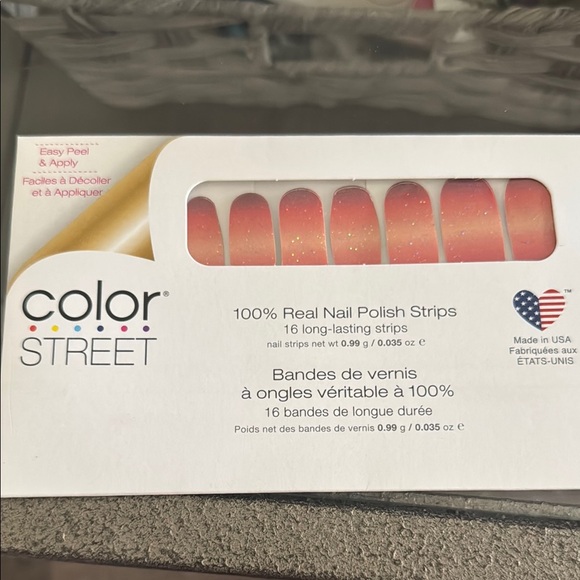 Easy Peel
& Apply
Faciles à Décoller
et à Appliquer
color®
STREET
100% Real Nail Polish Strips
16 long-lasting strips
nail strips net wt 0.99 g / 0.035 oz ℮
Bandes de vernis
à ongles véritable à 100%
16 bandes de longue durée
Poids net des bandes de vernis 0.99 g / 0.035 oz ℮
™
Made in USA
Fabriquées aux
ÉTATS-UNIS